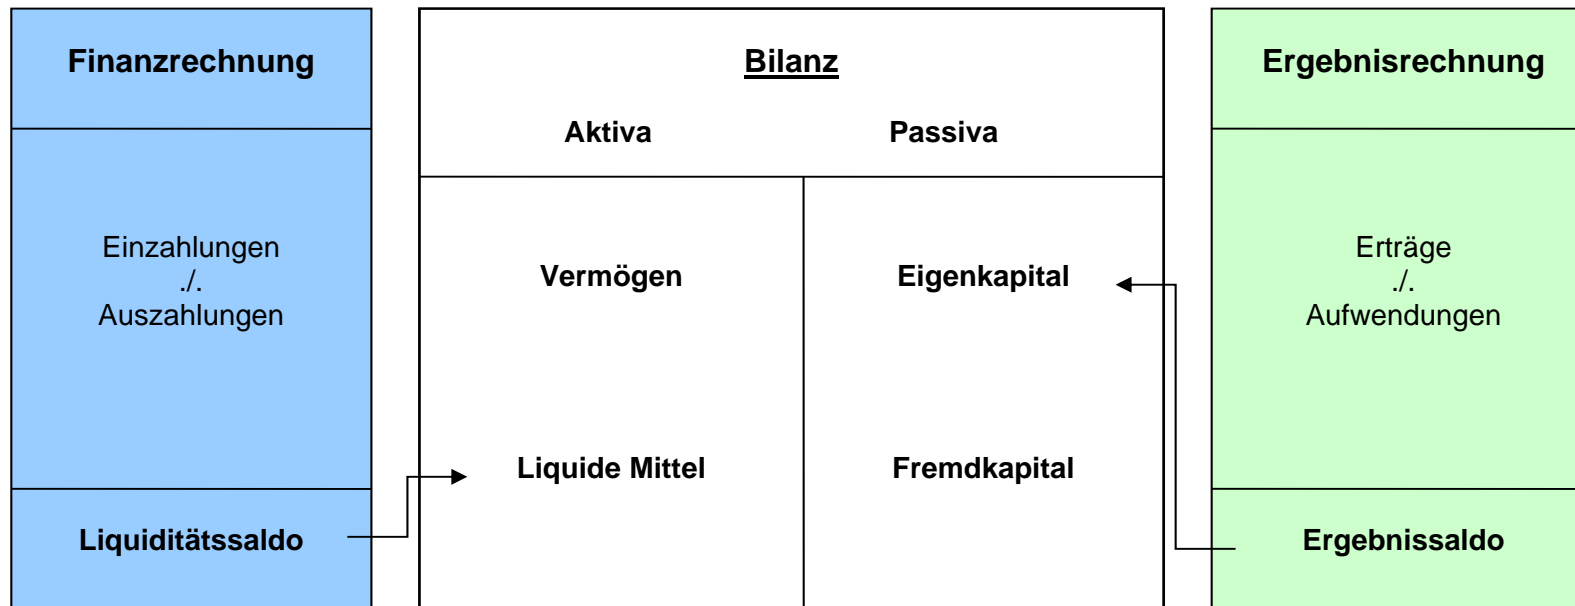 Finanzrechnung
Einzahlungen
./.
Auszahlungen
Liquiditätssaldo
Bilanz
Aktiva Passiva
Vermögen Eigenkapital
Liquide Mittel Fremdkapital
Ergebnisrechnung
Erträge
./.
Aufwendungen
Ergebnissaldo